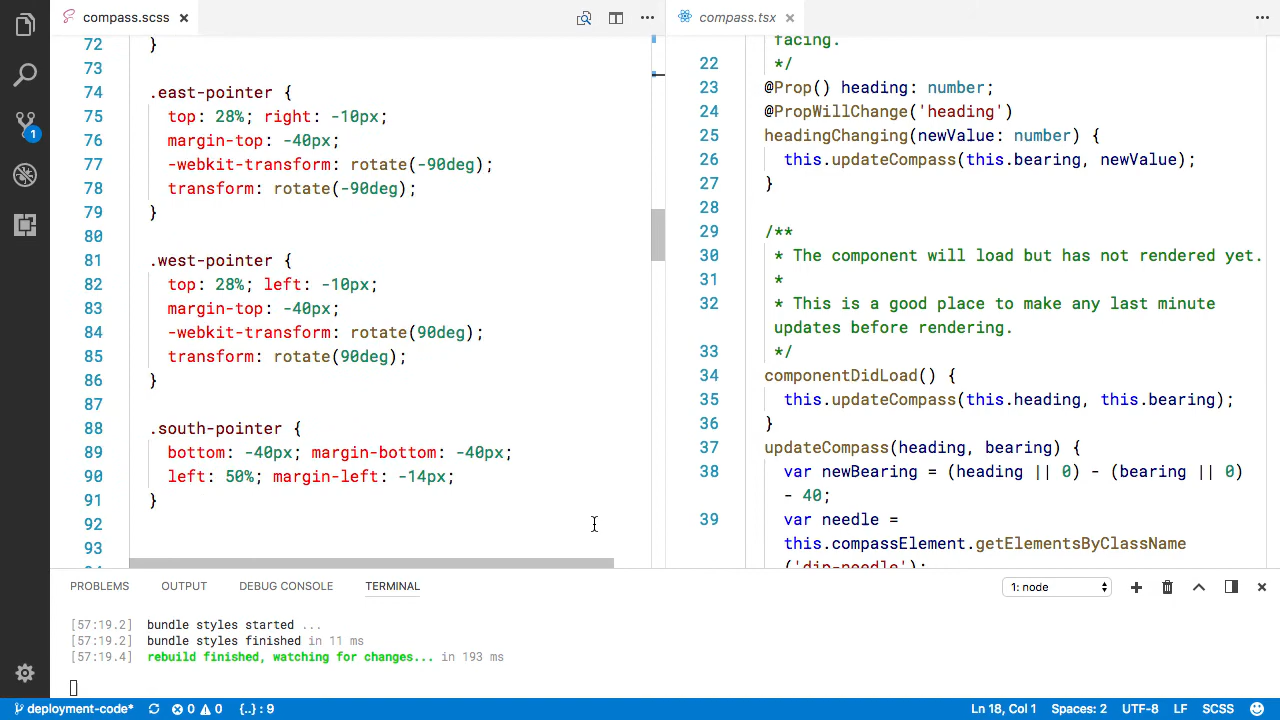 compass.scss
compass.tsx
72 }
73
74 .east-pointer {
75 top: 28%; right: -10px;
76 margin-top: -40px;
77 -webkit-transform: rotate(-90deg);
78 transform: rotate(-90deg);
79 }
80
81 .west-pointer {
82 top: 28%; left: -10px;
83 margin-top: -40px;
84 -webkit-transform: rotate(90deg);
85 transform: rotate(90deg);
86 }
87
88 .south-pointer {
89 bottom: -40px; margin-bottom: -40px;
90 left: 50%; margin-left: -14px;
91 }
92
93
facing.
22 */
23 @Prop() heading: number;
24 @PropWillChange('heading')
25 headingChanging(newValue: number) {
26 this.updateCompass(this.bearing, newValue);
27 }
28
29 /**
30 * The component will load but has not rendered yet.
31 *
32 * This is a good place to make any last minute
updates before rendering.
33 */
34 componentDidLoad() {
35 this.updateCompass(this.heading, this.bearing);
36 }
37 updateCompass(heading, bearing) {
38 var newBearing = (heading || 0) - (bearing || 0)
- 40;
39 var needle =
this.compassElement.getElementsByClassName
('dip-needle');
PROBLEMS OUTPUT DEBUG CONSOLE TERMINAL
1: node
[57:19.2] bundle styles started ...
[57:19.2] bundle styles finished in 11 ms
[57:19.4] rebuild finished, watching for changes... in 193 ms
1
deployment-code* 0 0 {..} : 9 Ln 18, Col 1 Spaces: 2 UTF-8 LF SCSS